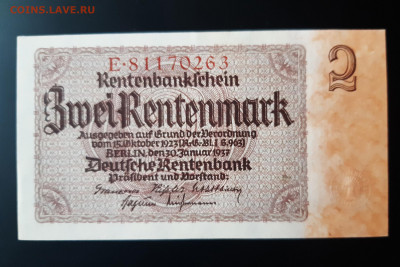 COINS.LAVE.RU
E·81170263
Rentenbankschein
Zwei Rentenmark
2
Ausgegeben auf Grund der Verordnung
vom 15. Oktober 1923 (R.G.Bl. I S. 963)
BERLIN, den 30. Januar 1937
Deutsche Rentenbank
Präsident und Vorstand: